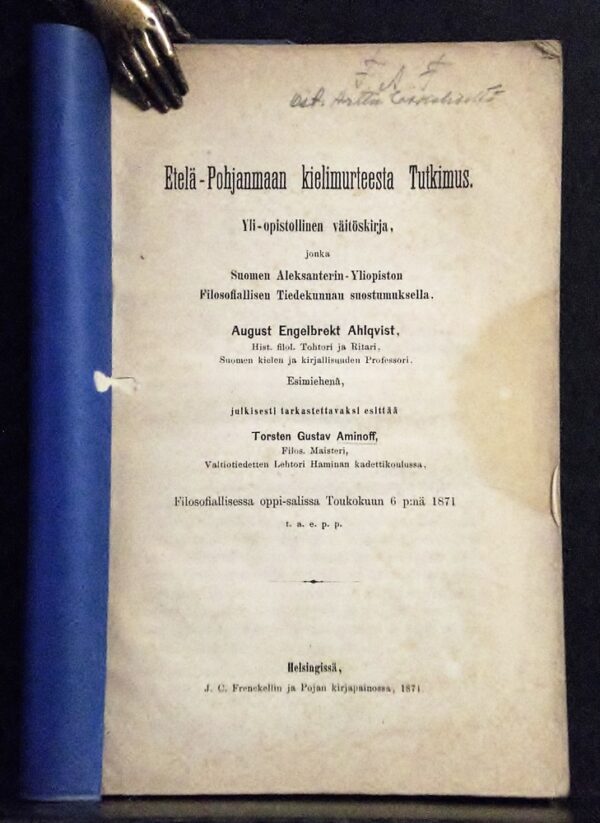 F A F
ost. Arttu
Etelä-Pohjanmaan kielimurteesta Tutkimus.
Yli-opistollinen väitöskirja,
jonka
Suomen Aleksanterin-Yliopiston
Filosofiallisen Tiedekunnan suostumuksella.
August Engelbrekt Ahlqvist,
Hist. filol. Tohtori ja Ritari,
Suomen kielen ja kirjallisuuden Professori.
Esimiehenä,
julkisesti tarkastettavaksi esittää
Torsten Gustav Aminoff,
Filos. Maisteri,
Valtiotiedetten Lehtori Haminan kadettikoulussa,
Filosofiallisessa oppi-salissa Toukokuun 6 p:nä 1871
t. a. e. p. p.
Helsingissä,
J. C. Frenckellin ja Pojan kirjapainossa, 1871